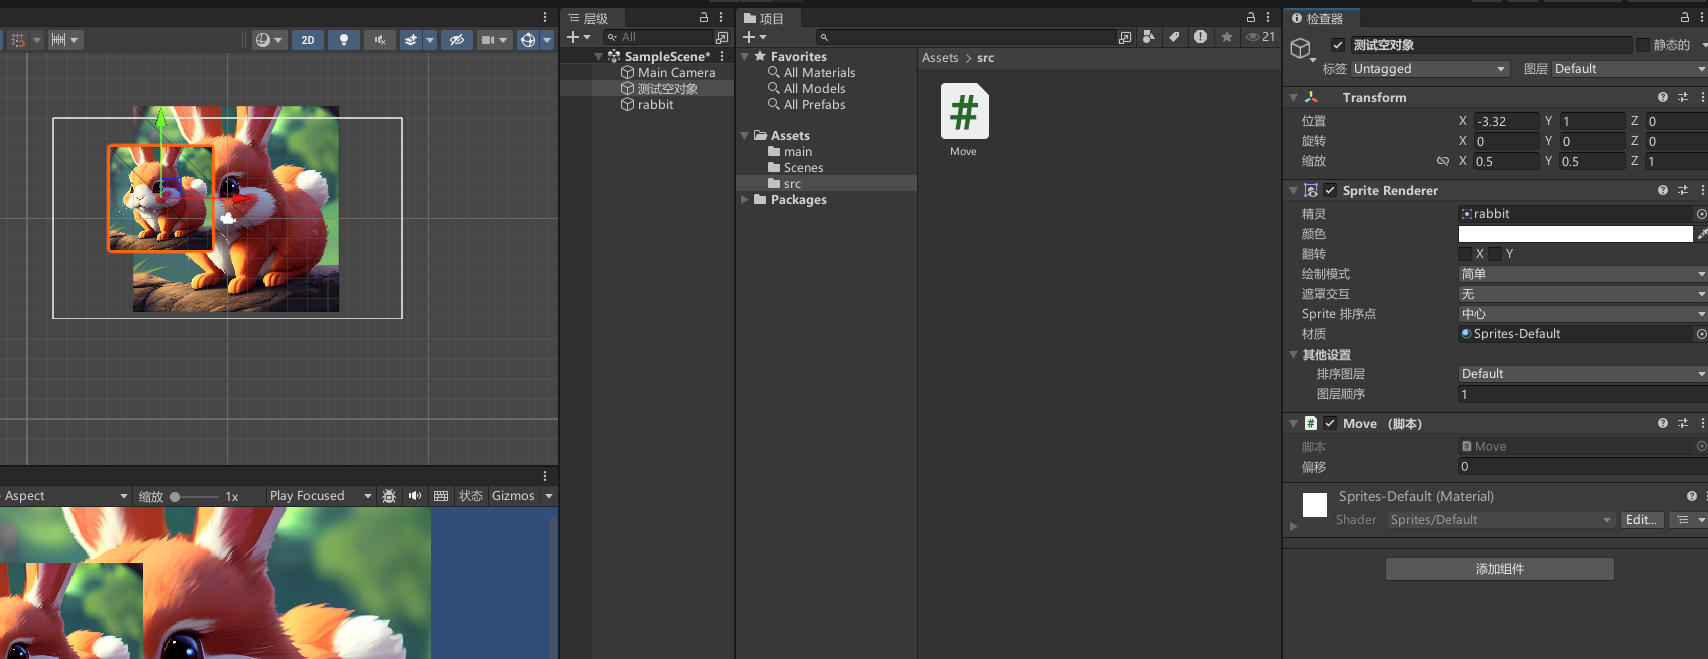 2D
层级
All
SampleScene*
Main Camera
测试空对象
rabbit
Aspect
缩放
1x
Play Focused
状态
Gizmos
项目
21
Favorites
All Materials
All Models
All Prefabs
Assets
main
Scenes
src
Packages
Assets > src
#
Move
检查器
测试空对象
静态的
标签 Untagged
图层 Default
Transform
位置 X -3.32 Y 1 Z 0
旋转 X 0 Y 0 Z 0
缩放 X 0.5 Y 0.5 Z 1
Sprite Renderer
精灵 rabbit
颜色
翻转 X Y
绘制模式 简单
遮罩交互 无
Sprite 排序点 中心
材质 Sprites-Default
其他设置
排序图层 Default
图层顺序 1
# Move （脚本）
脚本 Move
偏移 0
Sprites-Default (Material)
Shader Sprites/Default Edit...
添加组件